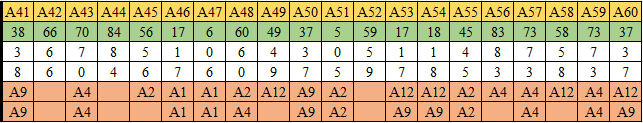 A41 A42 A43 A44 A45 A46 A47 A48 A49 A50 A51 A52 A53 A54 A55 A56 A57 A58 A59 A60
38 66 70 84 56 17 6 60 49 37 5 59 17 18 45 83 73 58 73 37
3 6 7 8 5 1 0 6 4 3 0 5 1 1 4 8 7 5 7 3
8 6 0 4 6 7 6 0 9 7 5 9 7 8 5 3 3 8 3 7
A9 A4 A2 A1 A1 A2 A12 A9 A2 A12 A12 A2 A4 A4 A12 A4 A12
A9 A4 A1 A1 A4 A9 A2 A9 A9 A2 A4 A4 A9